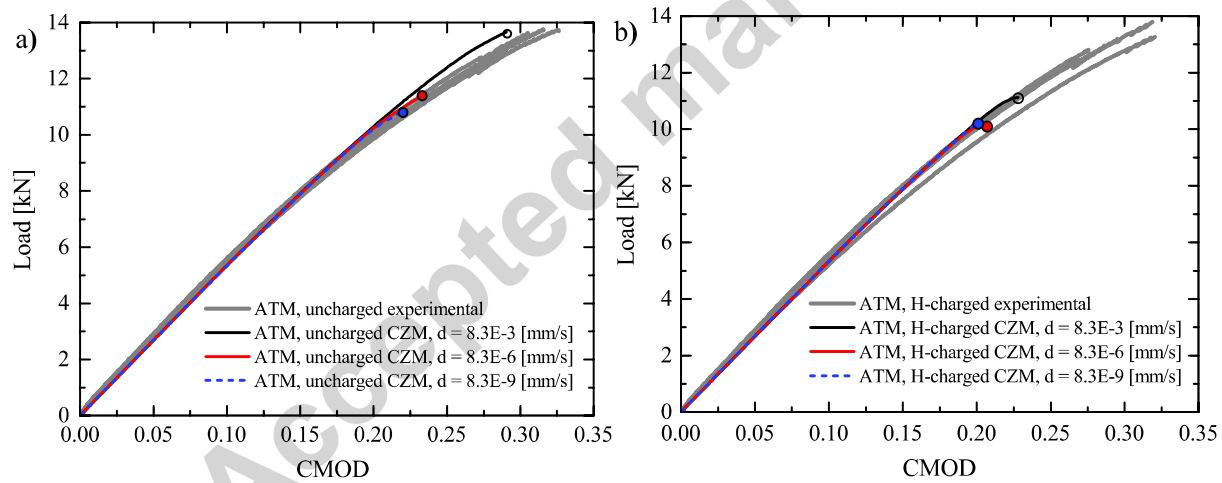 a)
14
12
10
8
6
4
2
0
Load [kN]
ATM, uncharged experimental
ATM, uncharged CZM, d = 8.3E-3 [mm/s]
ATM, uncharged CZM, d = 8.3E-6 [mm/s]
ATM, uncharged CZM, d = 8.3E-9 [mm/s]
0.00 0.05 0.10 0.15 0.20 0.25 0.30 0.35
CMOD
b)
14
12
10
8
6
4
2
0
Load [kN]
ATM, H-charged experimental
ATM, H-charged CZM, d = 8.3E-3 [mm/s]
ATM, H-charged CZM, d = 8.3E-6 [mm/s]
ATM, H-charged CZM, d = 8.3E-9 [mm/s]
0.00 0.05 0.10 0.15 0.20 0.25 0.30 0.35
CMOD
Accepted